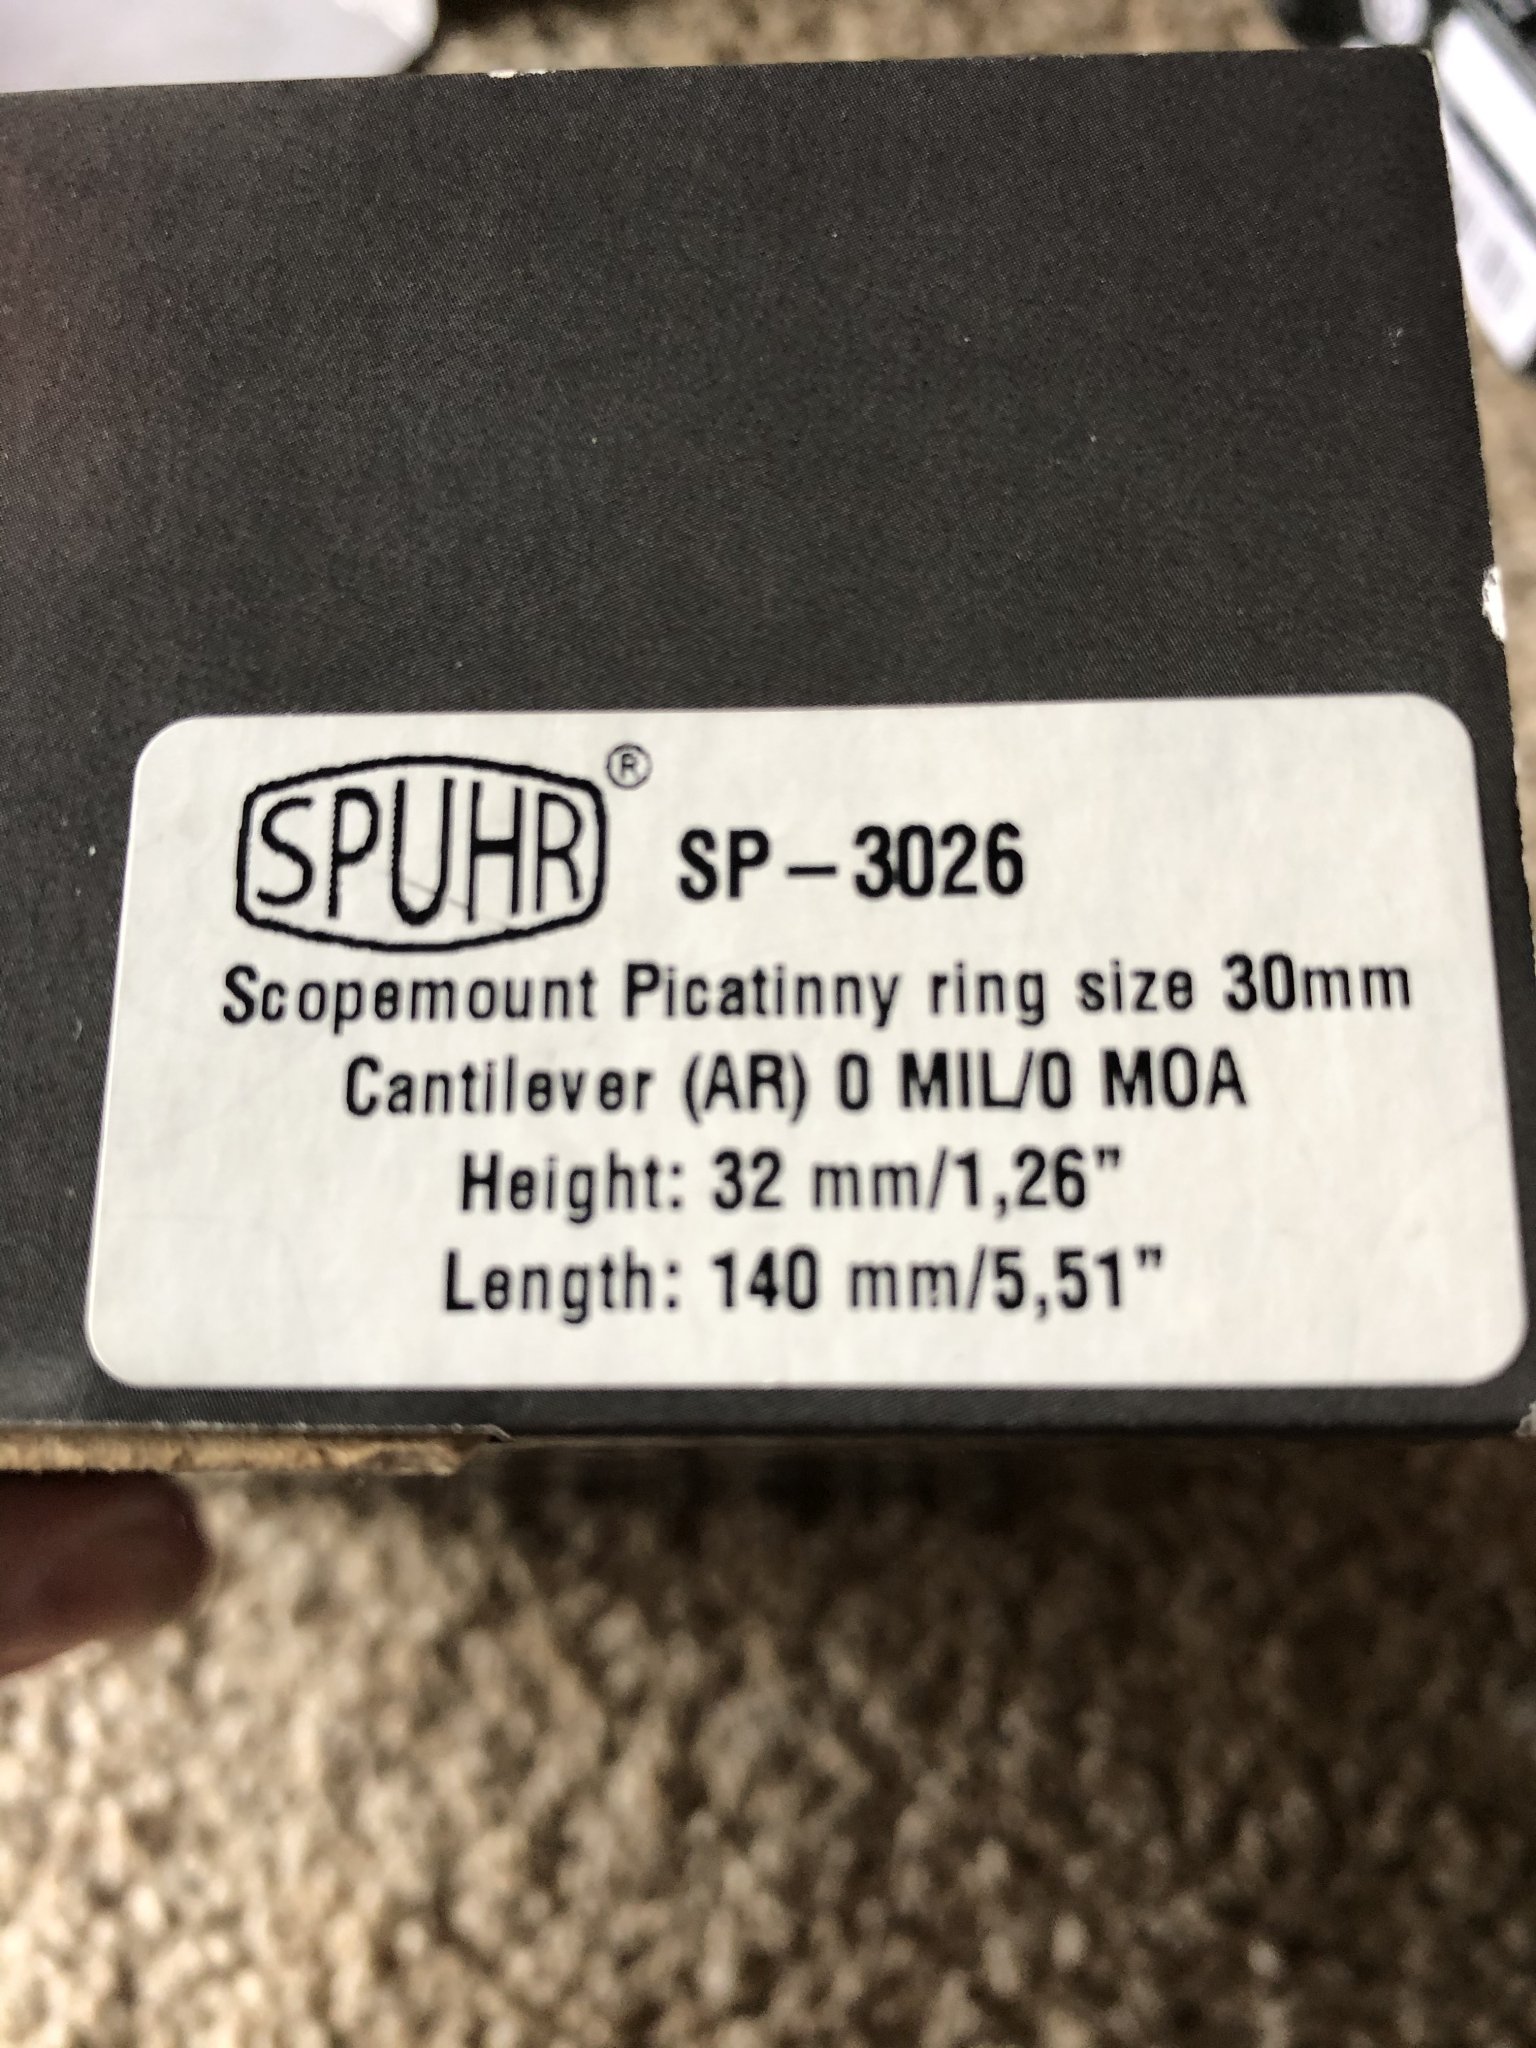 SPUHR® SP-3026
Scopemount Picatinny ring size 30mm
Cantilever (AR) 0 MIL/0 MOA
Height: 32 mm/1,26”
Length: 140 mm/5,51”